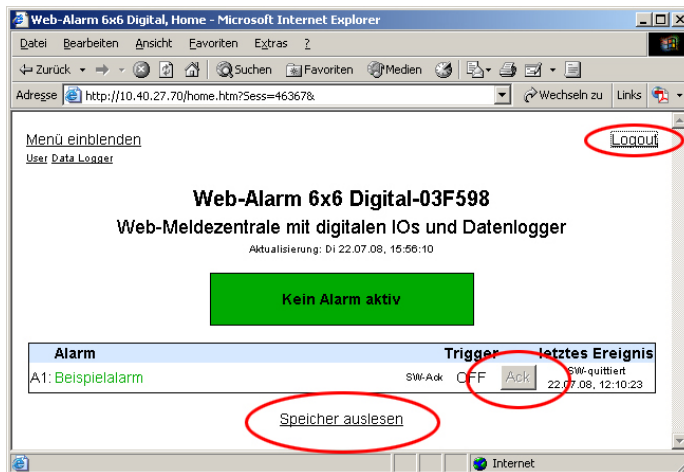 Web-Alarm 6x6 Digital, Home - Microsoft Internet Explorer
Datei Bearbeiten Ansicht Favoriten Extras ?
Zurück Suchen Favoriten Medien
Adresse http://10.40.27.70/home.htm?Sess=46367& Wechseln zu Links
Menü einblenden Logout
User Data Logger
Web-Alarm 6x6 Digital-03F598
Web-Meldezentrale mit digitalen IOs und Datenlogger
Aktualisierung: Di 22.07.08, 15:56:10
Kein Alarm aktiv
Alarm Trigger letztes Ereignis
A1: Beispielalarm SW-Ack OFF Ack SW-quittiert
22.07.08, 12:10:23
Speicher auslesen
Internet